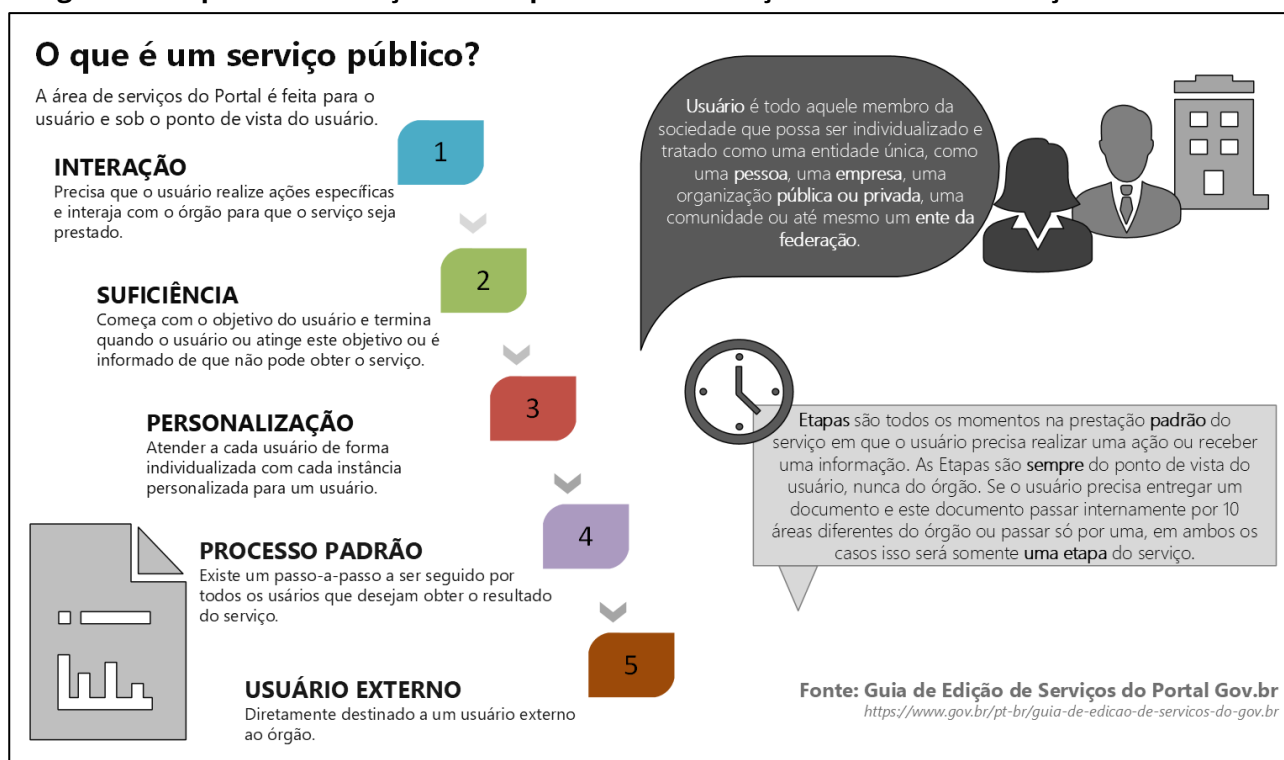 O que é um serviço público?
A área de serviços do Portal é feita para o
usuário e sob o ponto de vista do usuário.
1
INTERAÇÃO
Precisa que o usuário realize ações específicas
e interaja com o órgão para que o serviço seja
prestado.
2
SUFICIÊNCIA
Começa com o objetivo do usuário e termina
quando o usuário ou atinge este objetivo ou é
informado de que não pode obter o serviço.
3
PERSONALIZAÇÃO
Atender a cada usuário de forma
individualizada com cada instância
personalizada para um usuário.
4
PROCESSO PADRÃO
Existe um passo-a-passo a ser seguido por
todos os usários que desejam obter o resultado
do serviço.
5
USUÁRIO EXTERNO
Diretamente destinado a um usuário externo
ao órgão.
Usuário é todo aquele membro da
sociedade que possa ser individualizado e
tratado como uma entidade única, como
uma pessoa, uma empresa, uma
organização pública ou privada, uma
comunidade ou até mesmo um ente da
federação.
Etapas são todos os momentos na prestação padrão do
serviço em que o usuário precisa realizar uma ação ou receber
uma informação. As Etapas são sempre do ponto de vista do
usuário, nunca do órgão. Se o usuário precisa entregar um
documento e este documento passar internamente por 10
áreas diferentes do órgão ou passar só por uma, em ambos os
casos isso será somente uma etapa do serviço.
Fonte: Guia de Edição de Serviços do Portal Gov.br
https://www.gov.br/pt-br/guia-de-edicao-de-servicos-do-gov.br